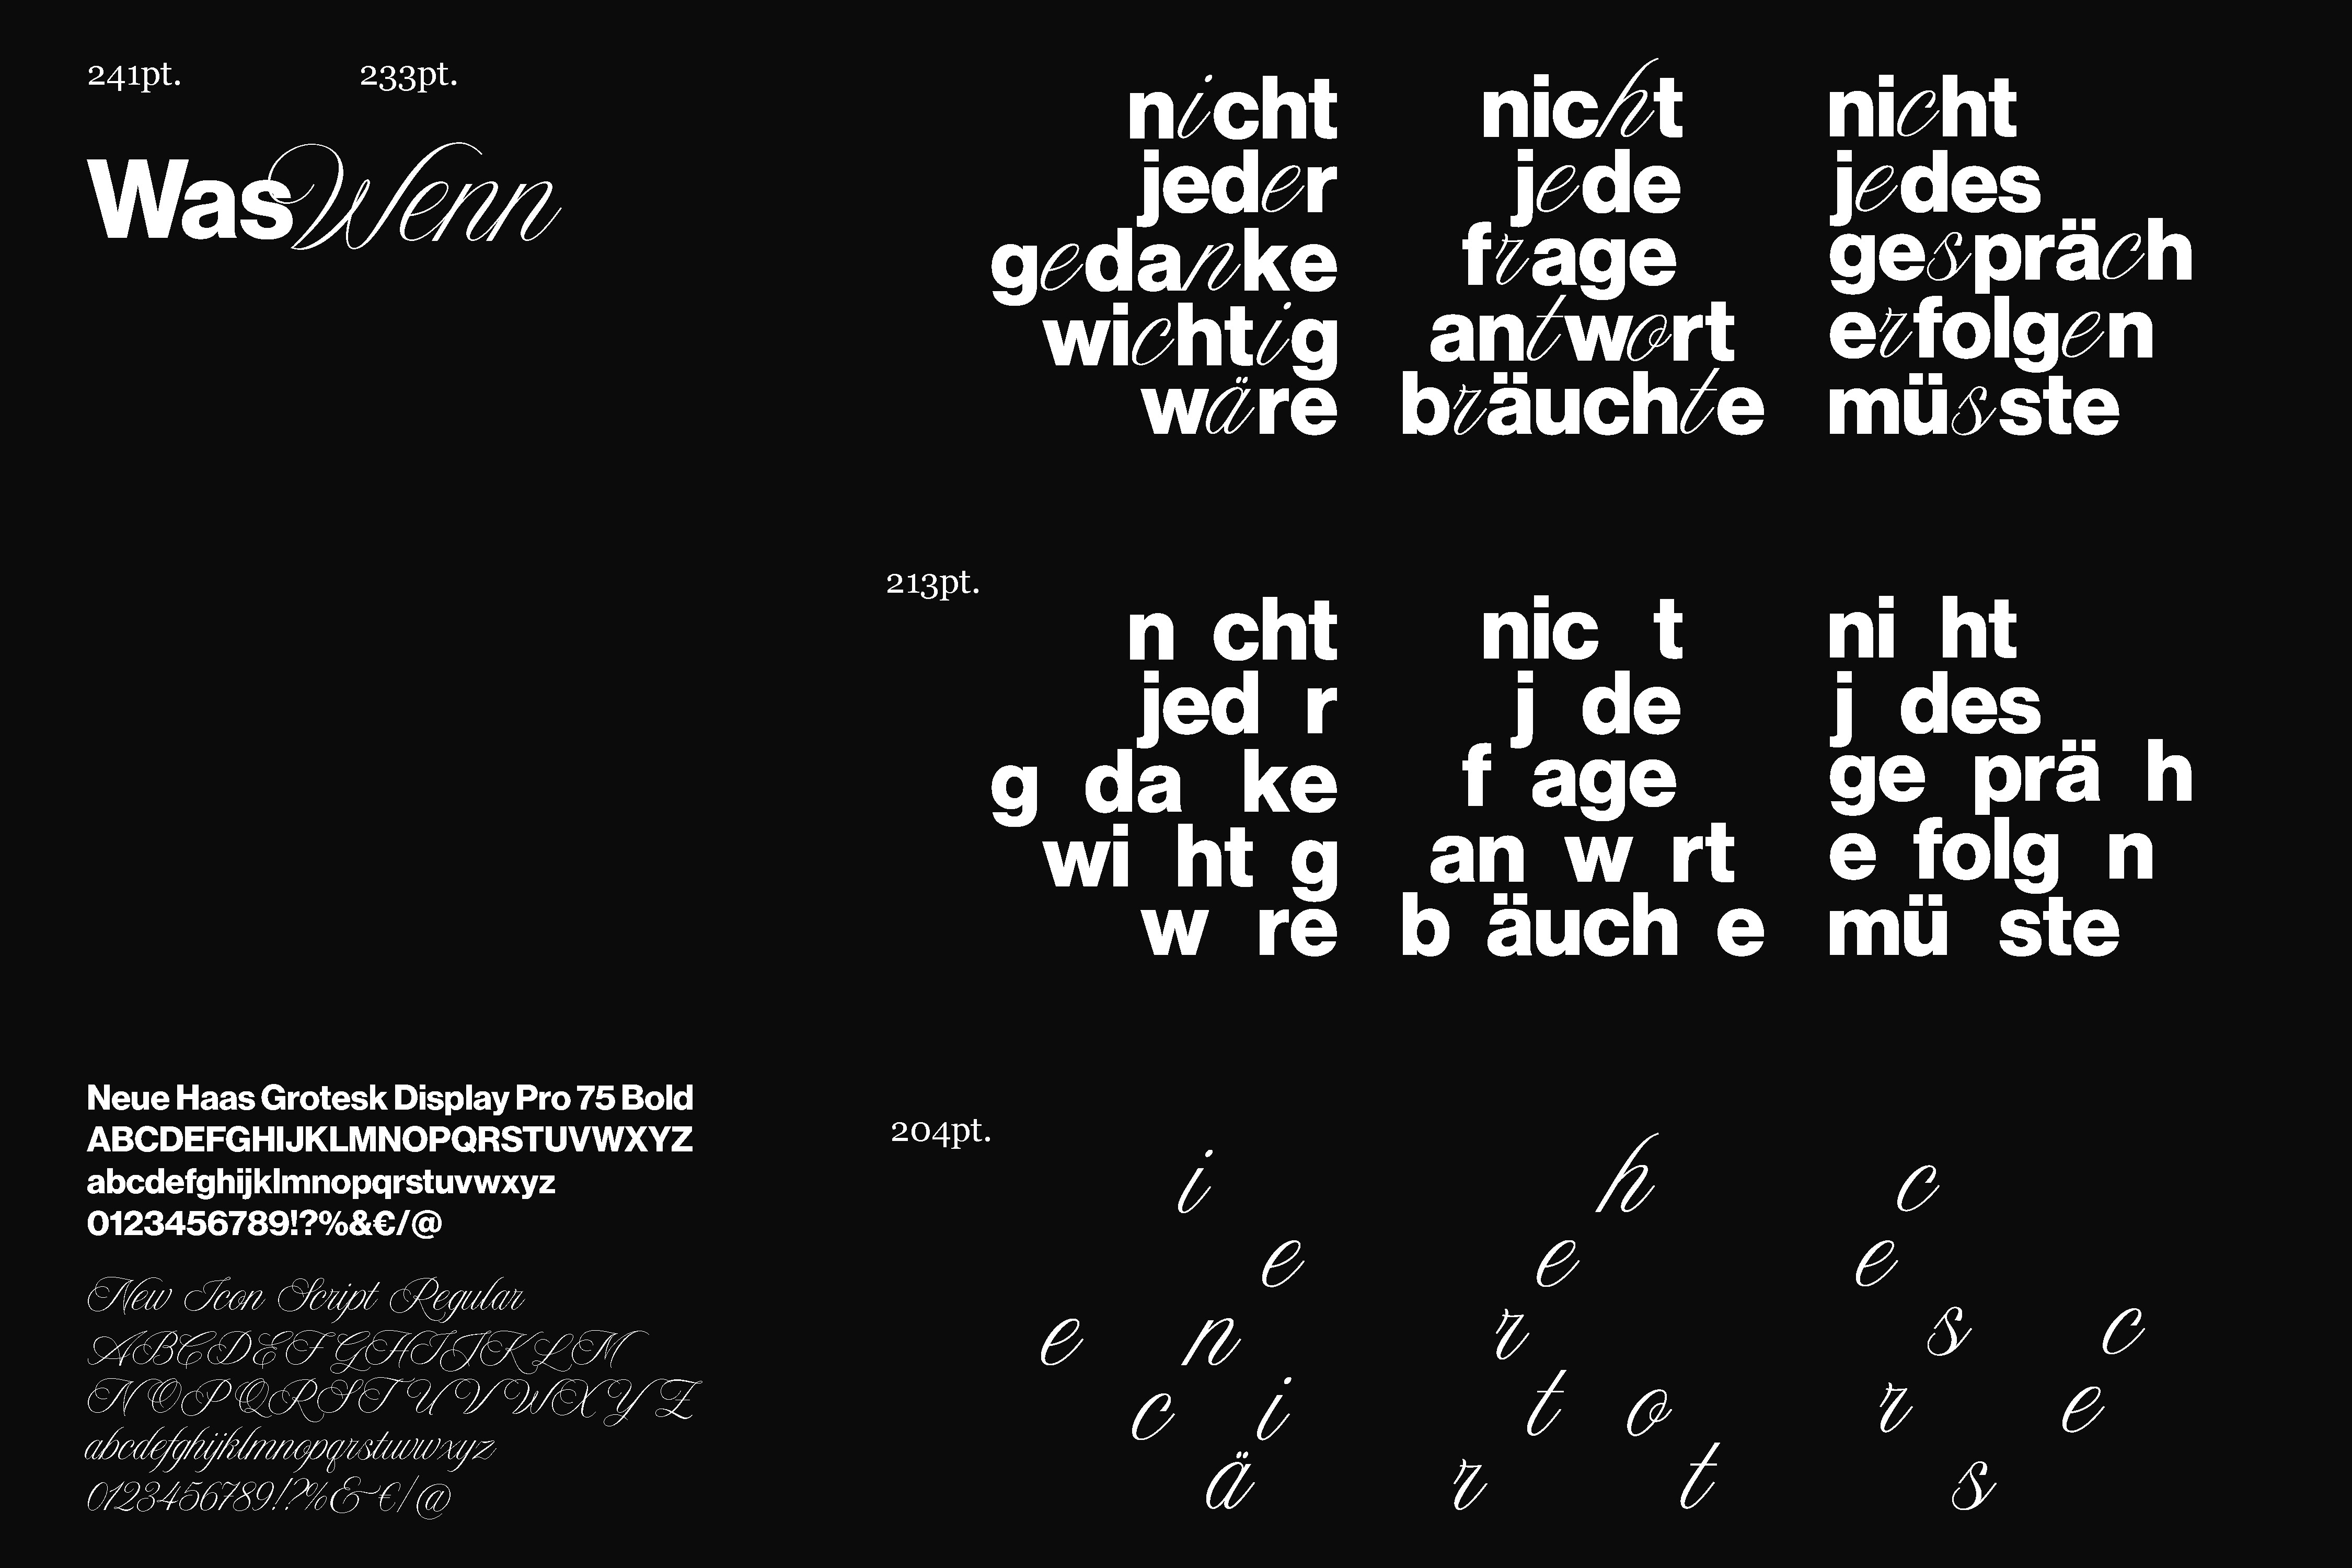 241pt. 233pt.
WasWenn
nicht
jeder
gedanke
wichtig
wäre
nicht
jede
frage
antwort
bräuchte
nicht
jedes
gespräch
erfolgen
müsste
213pt.
n cht
jed r
g da ke
wi ht g
w re
nic t
j de
f age
an w rt
b äuch e
ni ht
j des
ge prä h
e folg n
mü ste
Neue Haas Grotesk Display Pro 75 Bold
ABCDEFGHIJKLMNOPQRSTUVWXYZ
abcdefghijklmnopqrstuvwxyz
0123456789!?%&€/@
New Icon Script Regular
ABCDEFGHIJKLM
NOPQRSTUVWXYZ
abcdefghijklmnopqrstuvwxyz
0123456789!?%&€/@
204pt.
i
e
e n
c i
ä
h
e
r
t o
r t
c
e
s c
r e
s